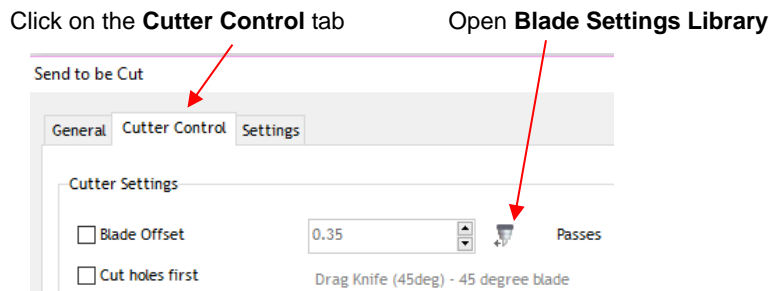 Click on the Cutter Control tab
Open Blade Settings Library
Send to be Cut
General Cutter Control Settings
Cutter Settings
Blade Offset 0.35 Passes
Cut holes first Drag Knife (45deg) - 45 degree blade